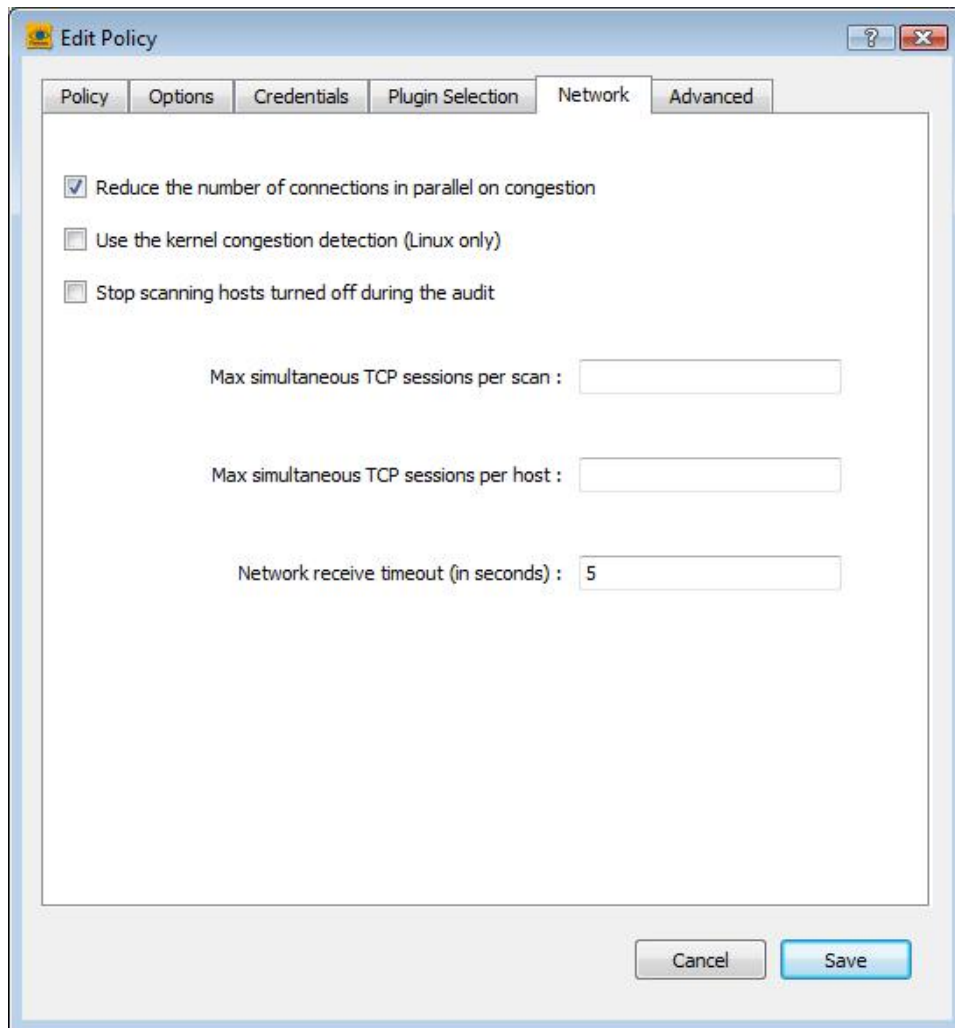 Edit Policy
Policy Options Credentials Plugin Selection Network Advanced
Reduce the number of connections in parallel on congestion
Use the kernel congestion detection (Linux only)
Stop scanning hosts turned off during the audit
Max simultaneous TCP sessions per scan :
Max simultaneous TCP sessions per host :
Network receive timeout (in seconds) : 5
Cancel Save